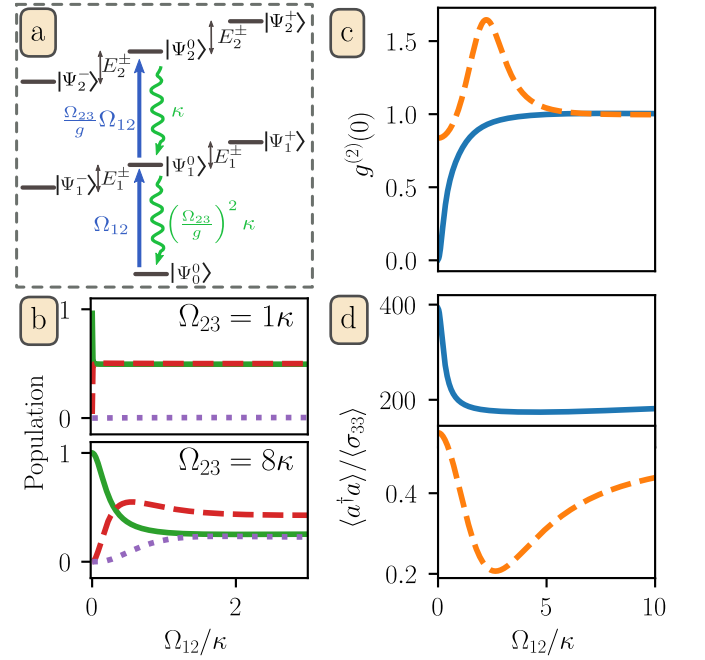 a
|Ψ₂⁺⟩
E₂^±
|Ψ₂⁰⟩
E₂^±
|Ψ₂⁻⟩
Ω₂₃/g Ω₁₂
κ
|Ψ₁⁺⟩
E₁^±
|Ψ₁⁰⟩
E₁^±
|Ψ₁⁻⟩
Ω₁₂
(Ω₂₃/g)² κ
|Ψ₀⁰⟩
b
Ω₂₃ = 1κ
1
0
Ω₂₃ = 8κ
1
0
Population
0 2
Ω₁₂/κ
c
1.5
1.0
0.5
0.0
g⁽²⁾(0)
d
400
200
0.4
0.2
⟨a†a⟩/⟨σ₃₃⟩
0 5 10
Ω₁₂/κ